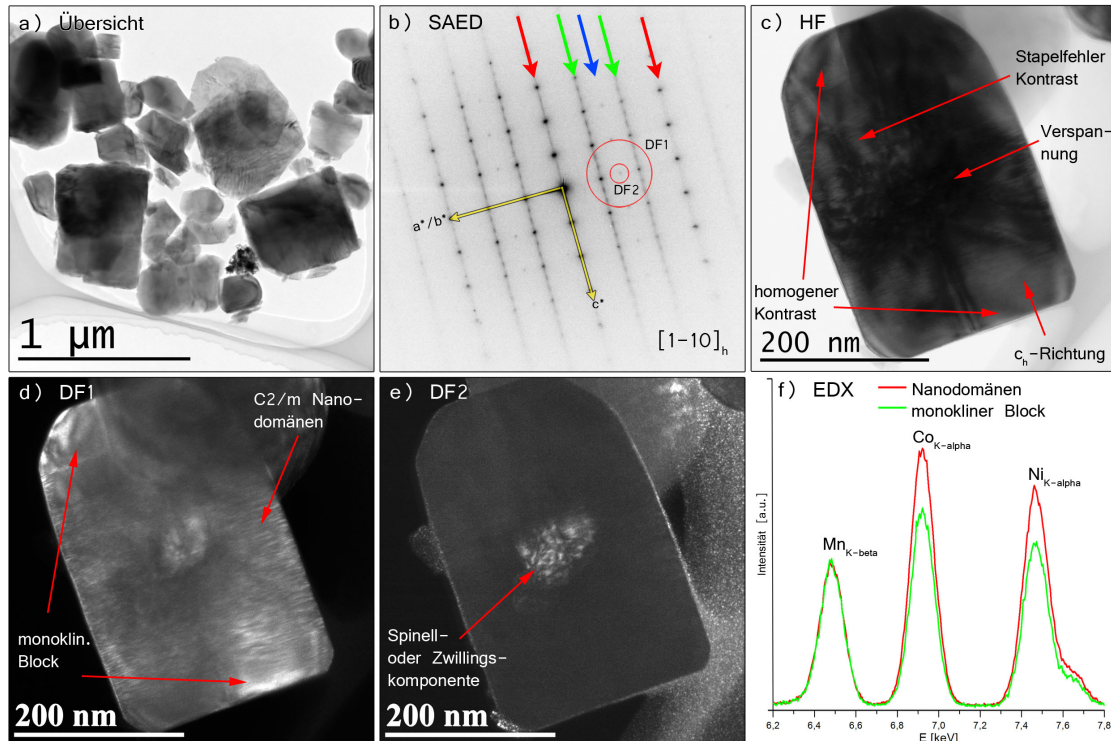 a) Übersicht
1 µm
b) SAED
DF1
DF2
a*/b*
c*
[1-10]h
c) HF
Stapelfehler
Kontrast
Verspan-
nung
homogener
Kontrast
200 nm
ch-Richtung
d) DF1
C2/m Nano-
domänen
monoklin.
Block
200 nm
e) DF2
Spinell-
oder Zwillings-
komponente
200 nm
f) EDX
Nanodomänen
monokliner Block
CoK-alpha
NiK-alpha
MnK-beta
Intensität [a.u.]
6,2 6,4 6,6 6,8 7,0 7,2 7,4 7,6 7,8
E [keV]